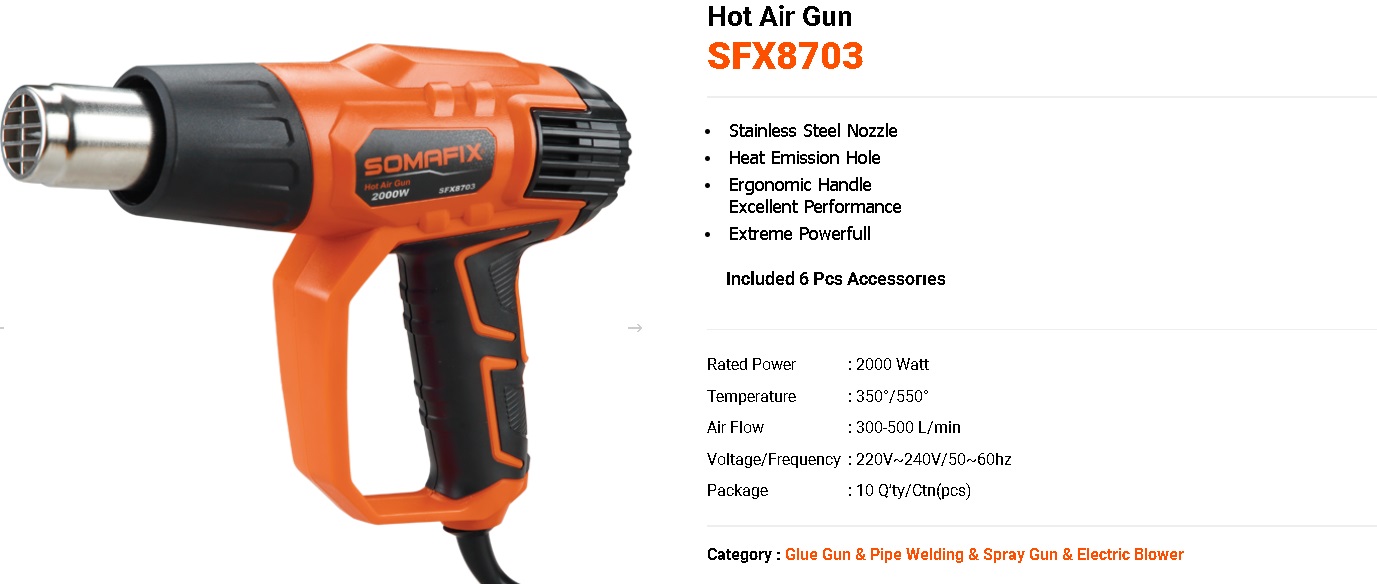 Hot Air Gun
SFX8703
• Stainless Steel Nozzle
• Heat Emission Hole
• Ergonomic Handle
Excellent Performance
• Extreme Powerfull
Included 6 Pcs Accessories
Rated Power : 2000 Watt
Temperature : 350°/550°
Air Flow : 300-500 L/min
Voltage/Frequency : 220V~240V/50~60hz
Package : 10 Q'ty/Ctn(pcs)
Category : Glue Gun & Pipe Welding & Spray Gun & Electric Blower
SOMAFIX
Hot Air Gun
2000W SFX8703